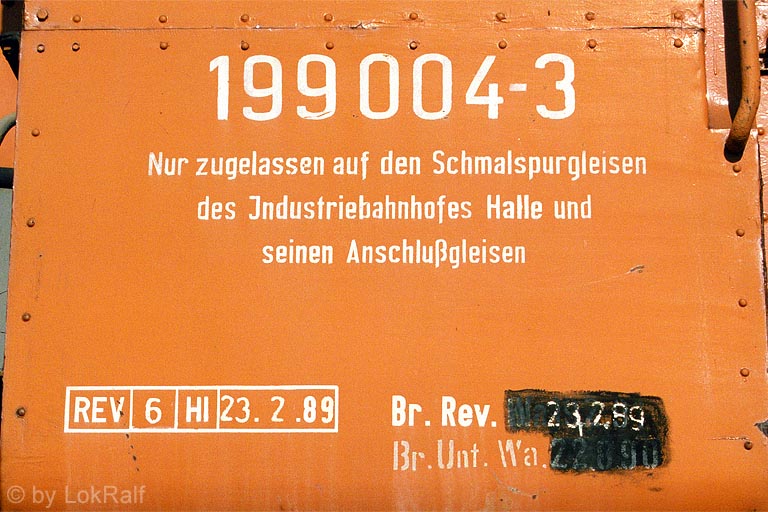 199 004-3
Nur zugelassen auf den Schmalspurgleisen
des Industriebahnhofes Halle und
seinen Anschlußgleisen
REV 6 HI 23. 2 .89
Br. Rev. 23.2.89
Br. Unt. Wa. 22890
© by LokRalf